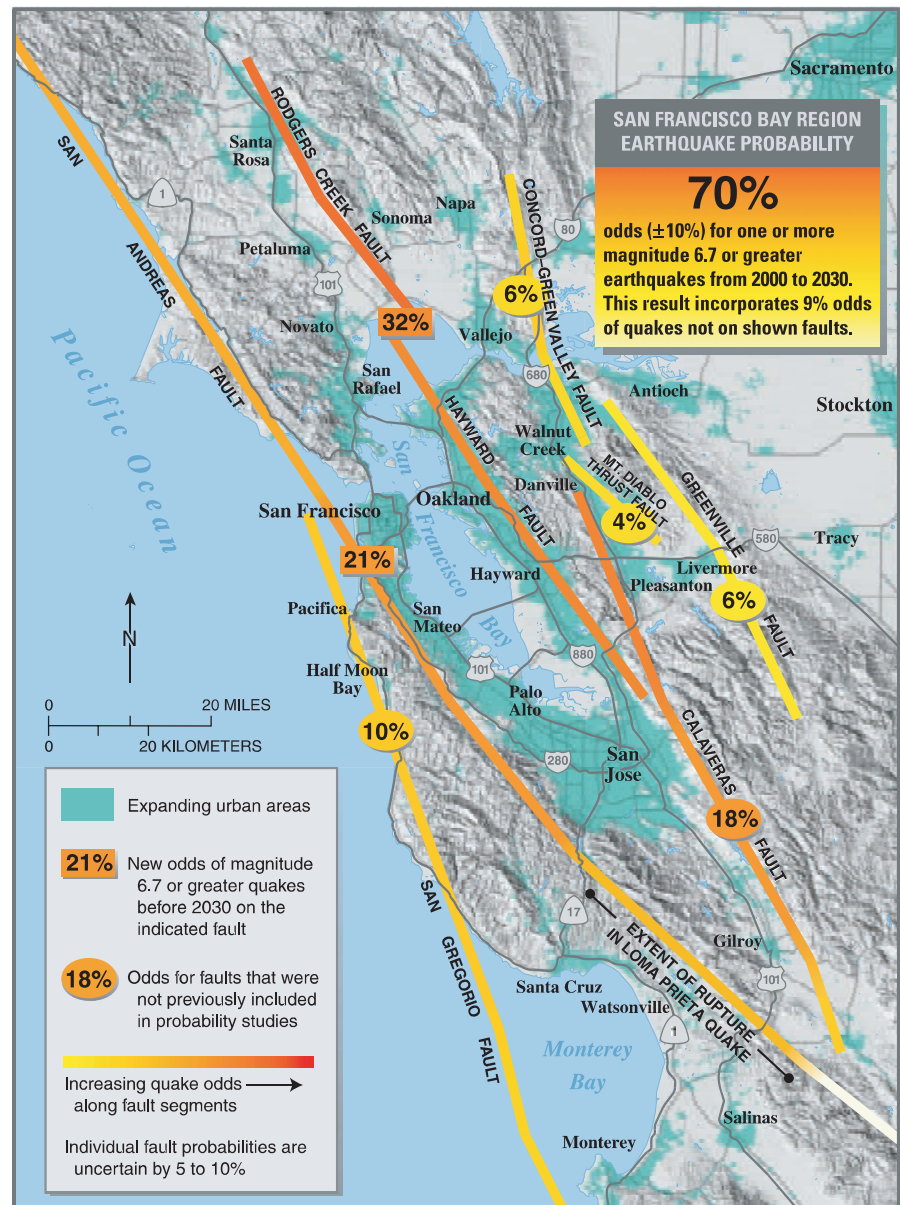 Sacramento
SAN FRANCISCO BAY REGION
EARTHQUAKE PROBABILITY
70%
odds (±10%) for one or more
magnitude 6.7 or greater
earthquakes from 2000 to 2030.
This result incorporates 9% odds
of quakes not on shown faults.
SAN ANDREAS FAULT
1
RODGERS CREEK FAULT
Santa
Rosa
Sonoma
Napa
Petaluma
101
CONCORD–GREEN VALLEY FAULT
80
6%
Novato
32%
Vallejo
San
Rafael
680
Antioch
Stockton
HAYWARD FAULT
Walnut
Creek
MT. DIABLO
THRUST FAULT
Danville
4%
GREENVILLE FAULT
Pacific Ocean
San Francisco
Oakland
San Francisco Bay
580
Tracy
21%
Hayward
Livermore
Pleasanton
6%
Pacifica
San
Mateo
N
880
101
Half Moon
Bay
Palo
Alto
0 20 MILES
0 20 KILOMETERS
10%
280
San
Jose
CALAVERAS FAULT
18%
Expanding urban areas
21%
New odds of magnitude
6.7 or greater quakes
before 2030 on the
indicated fault
18%
Odds for faults that were
not previously included
in probability studies
Increasing quake odds
along fault segments
Individual fault probabilities are
uncertain by 5 to 10%
SAN GREGORIO FAULT
17
EXTENT OF RUPTURE
IN LOMA PRIETA QUAKE
Gilroy
101
Santa Cruz
Watsonville
1
Monterey
Bay
Salinas
Monterey